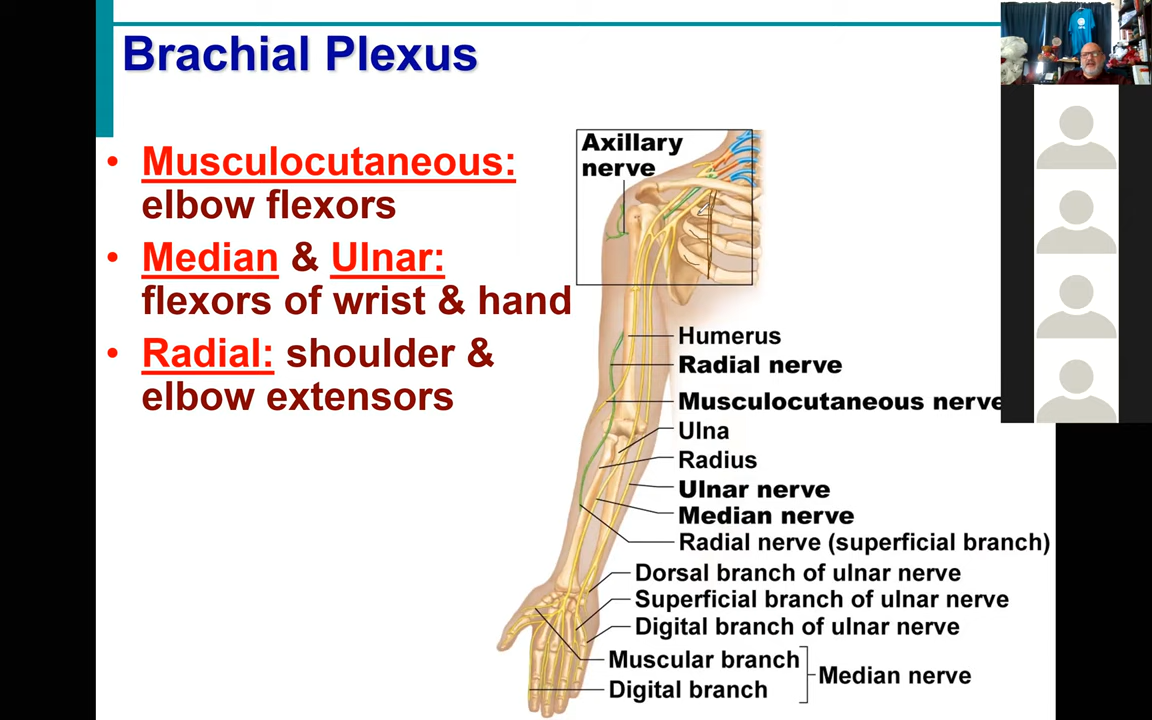 Brachial Plexus
• Musculocutaneous:
elbow flexors
• Median & Ulnar:
flexors of wrist & hand
• Radial: shoulder &
elbow extensors
Axillary
nerve
Humerus
Radial nerve
Musculocutaneous nerve
Ulna
Radius
Ulnar nerve
Median nerve
Radial nerve (superficial branch)
Dorsal branch of ulnar nerve
Superficial branch of ulnar nerve
Digital branch of ulnar nerve
Muscular branch
Digital branch
Median nerve